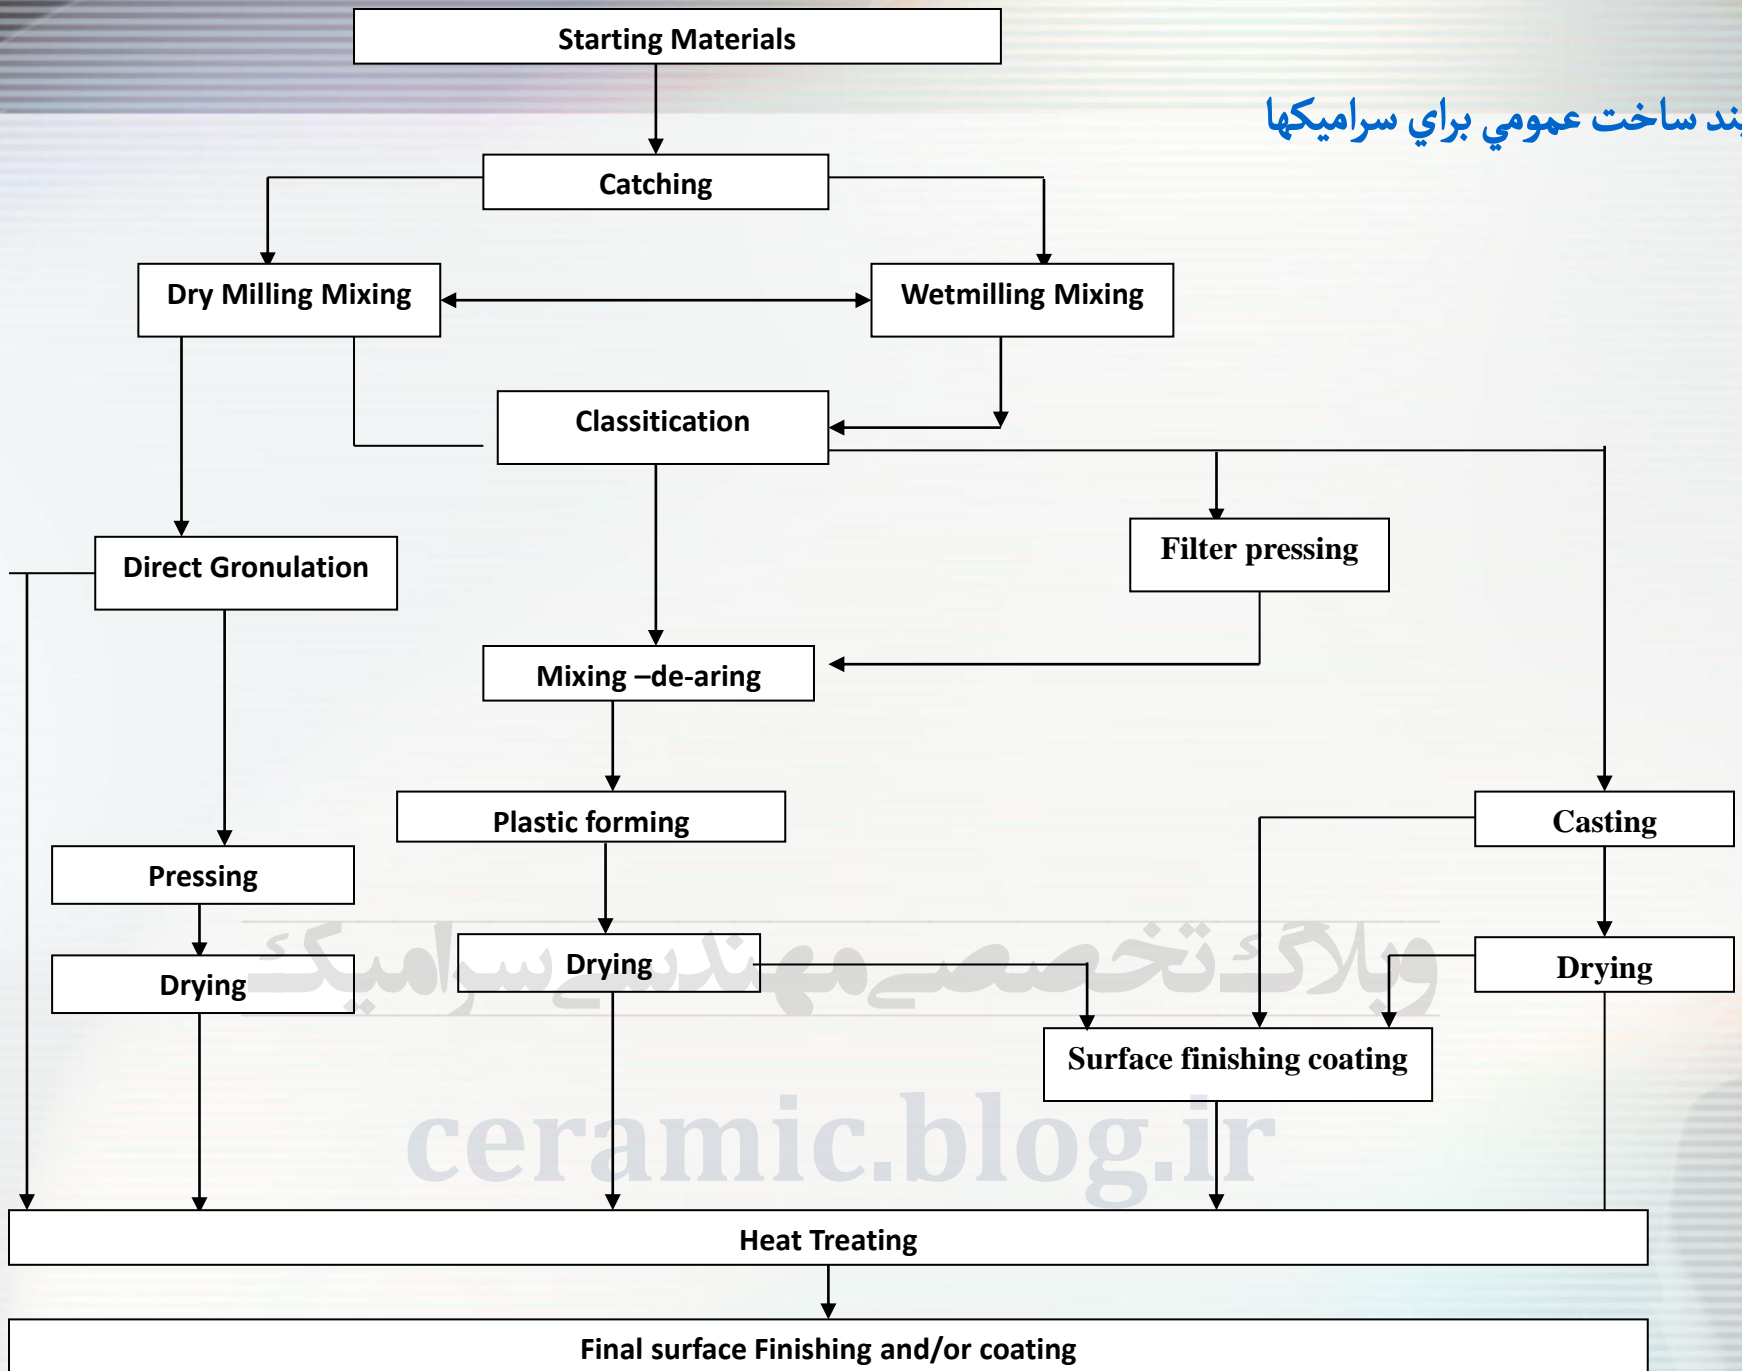 Starting Materials
ساخت عمومي براي سراميكها
Catching
Dry Milling Mixing
Wetmilling Mixing
Classitication
Direct Gronulation
Filter pressing
Mixing –de-aring
Plastic forming
Casting
Pressing
وبلاگ تخصصی مهندسی سرامیک
Drying
Drying
Drying
Surface finishing coating
ceramic.blog.ir
Heat Treating
Final surface Finishing and/or coating